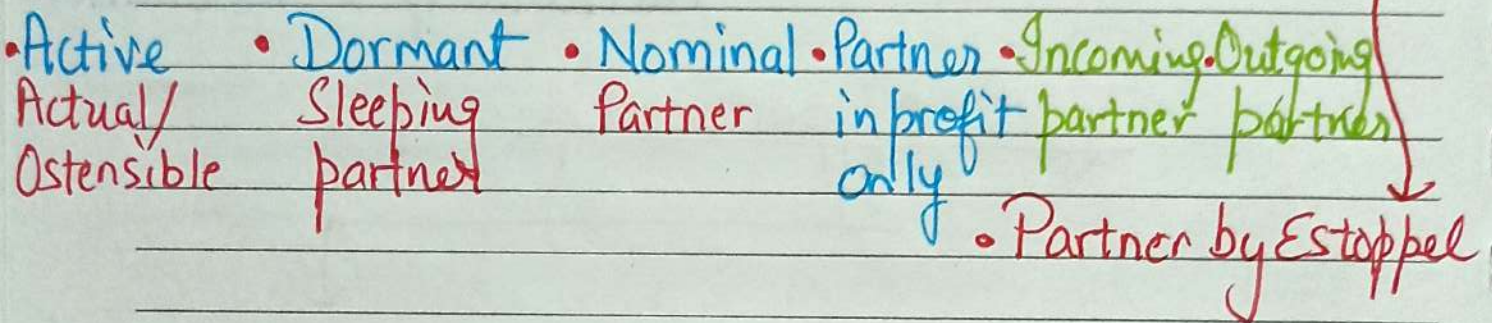 •Active • Dormant • Nominal •Partner •Incoming•Outgoing
Actual/ Sleeping Partner in profit partner partner
Ostensible partner only
• Partner by Estoppel